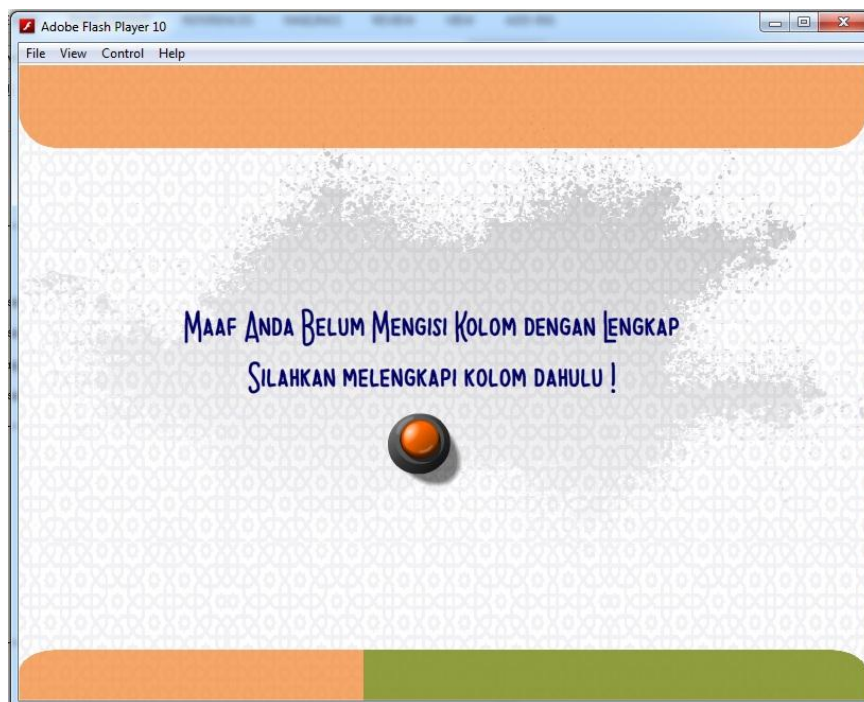 Adobe Flash Player 10
File View Control Help
Maaf Anda Belum Mengisi Kolom dengan Lengkap
Silahkan melengkapi kolom dahulu !